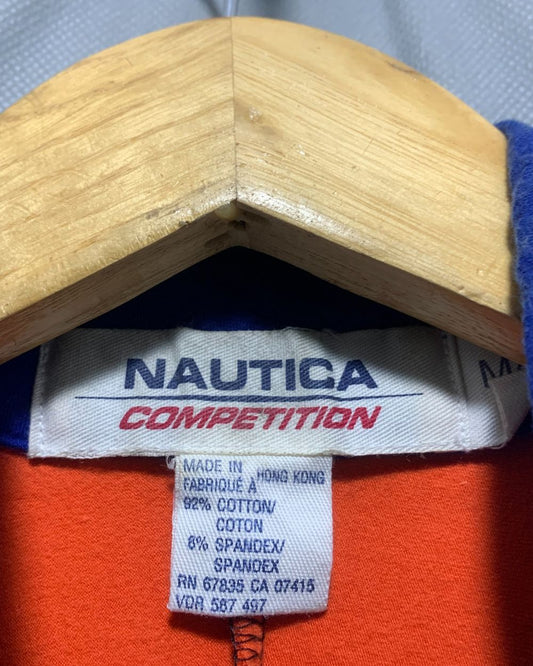 NAUTICA
COMPETITION
MADE IN HONG KONG
FABRIQUÉ À
92% COTTON/
COTON
8% SPANDEX/
SPANDEX
RN 67835 CA 07415
VDR 587 497